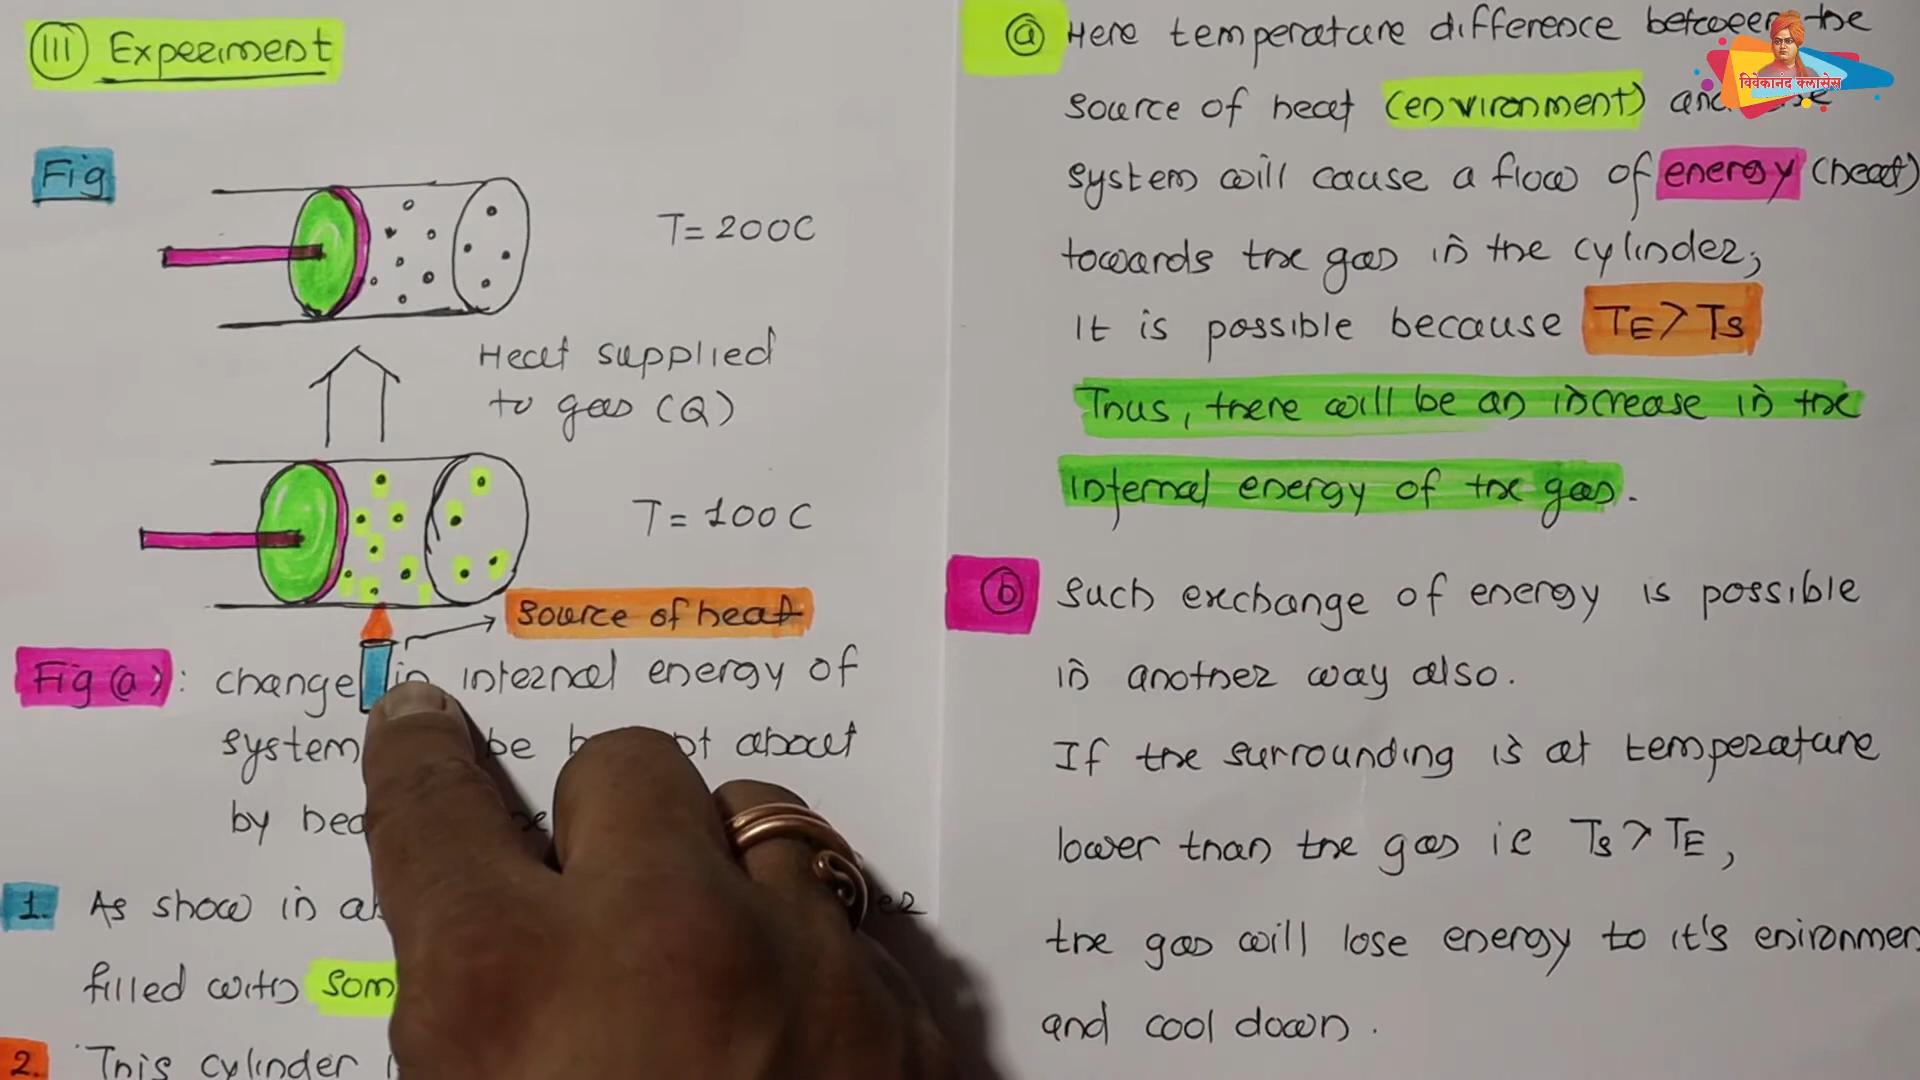 III Experiment
Fig
T = 200C
Heat supplied
to gas (Q)
T = 100C
source of heat
Fig (a) : change in internal energy of
system be about
by
1. As show in
filled with
2. This cylinder
a Here temperature difference between the
source of heat (environment) and
system will cause a flow of energy (heat)
towards the gas in the cylinder,
It is possible because TE > Ts
Thus, there will be an increase in the
internal energy of the gas.
b Such exchange of energy is possible
in another way also.
If the surrounding is at temperature
lower than the gas ie Ts > TE,
the gas will lose energy to it's
and cool down.
विवेकानंद क्लासेस